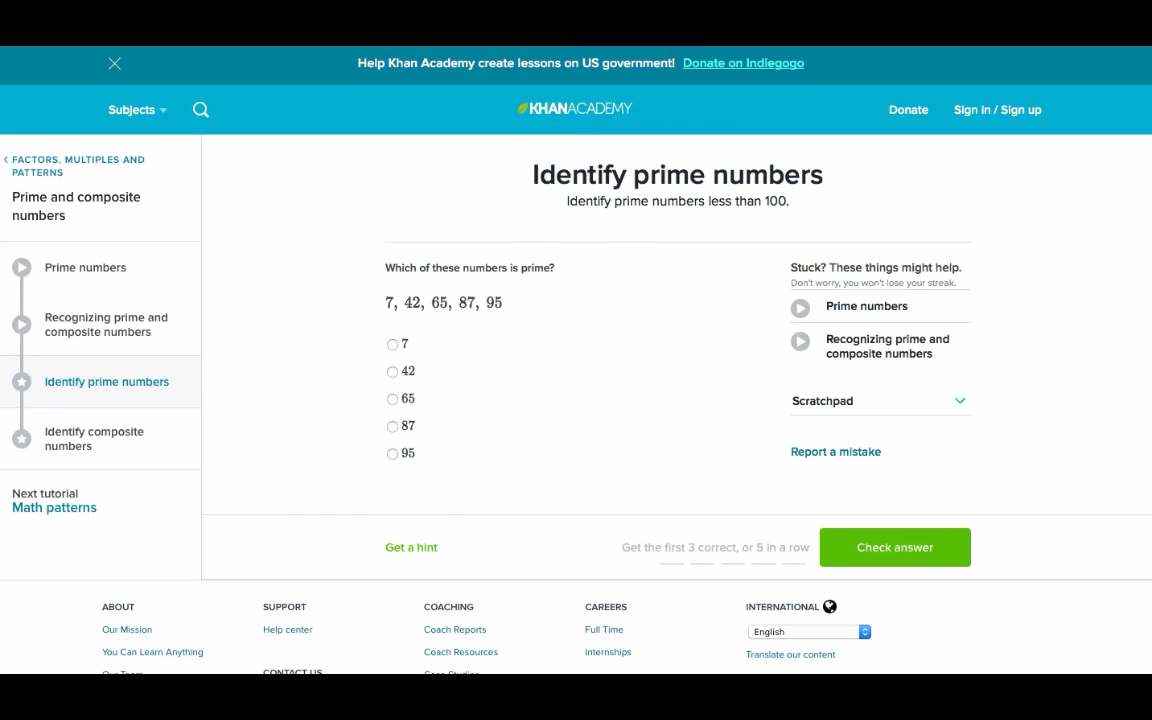 Help Khan Academy create lessons on US government! Donate on Indiegogo
Subjects
KHANACADEMY
Donate
Sign In / Sign up
FACTORS, MULTIPLES AND
PATTERNS
Prime and composite
numbers
Prime numbers
Recognizing prime and
composite numbers
Identify prime numbers
Identify composite
numbers
Next tutorial
Math patterns
Identify prime numbers
Identify prime numbers less than 100.
Which of these numbers is prime?
7, 42, 65, 87, 95
7
42
65
87
95
Stuck? These things might help.
Don't worry, you won't lose your streak.
Prime numbers
Recognizing prime and
composite numbers
Scratchpad
Report a mistake
Get a hint
Get the first 3 correct, or 5 in a row
Check answer
ABOUT
Our Mission
You Can Learn Anything
Our Team
SUPPORT
Help center
CONTACT US
COACHING
Coach Reports
Coach Resources
Case Studies
CAREERS
Full Time
Internships
INTERNATIONAL
English
Translate our content